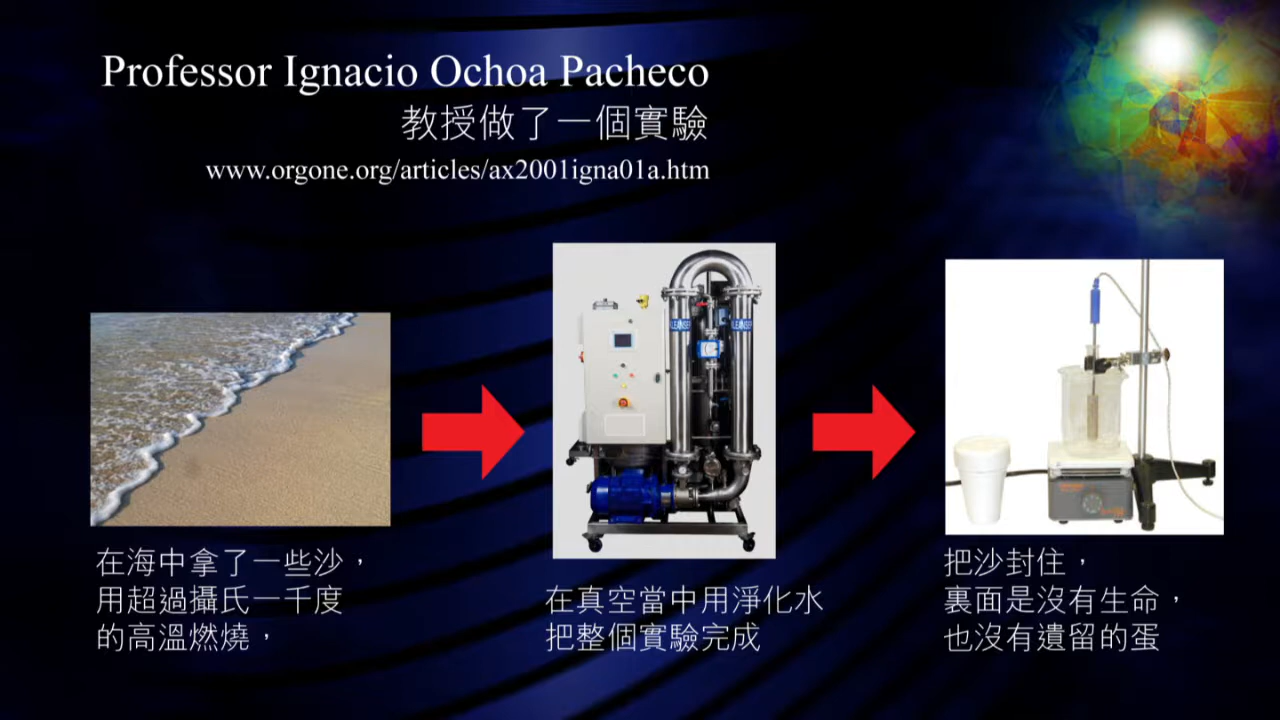 Professor Ignacio Ochoa Pacheco
教授做了一個實驗
www.orgone.org/articles/ax2001igna01a.htm
在海中拿了一些沙，
用超過攝氏一千度
的高溫燃燒，
KLEANSEP
KLEANSEP
在真空當中用淨化水
把整個實驗完成
把沙封住，
裏面是沒有生命，
也沒有遺留的蛋